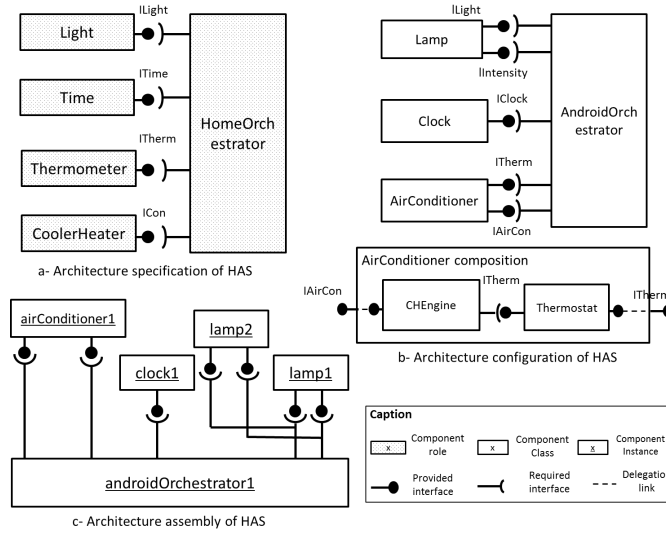 ILight
Light
ITime
Time
ITherm
Thermometer
ICon
CoolerHeater
HomeOrch
estrator
a- Architecture specification of HAS
ILight
Lamp
IIntensity
IClock
Clock
ITherm
AirConditioner
IAirCon
AndroidOrch
estrator
AirConditioner composition
IAirCon
CHEngine
ITherm
Thermostat
ITherm
b- Architecture configuration of HAS
airConditioner1
lamp2
clock1
lamp1
androidOrchestrator1
c- Architecture assembly of HAS
Caption
x
Component
role
x
Component
Class
x
Component
Instance
Provided
interface
Required
interface
Delegatio
link